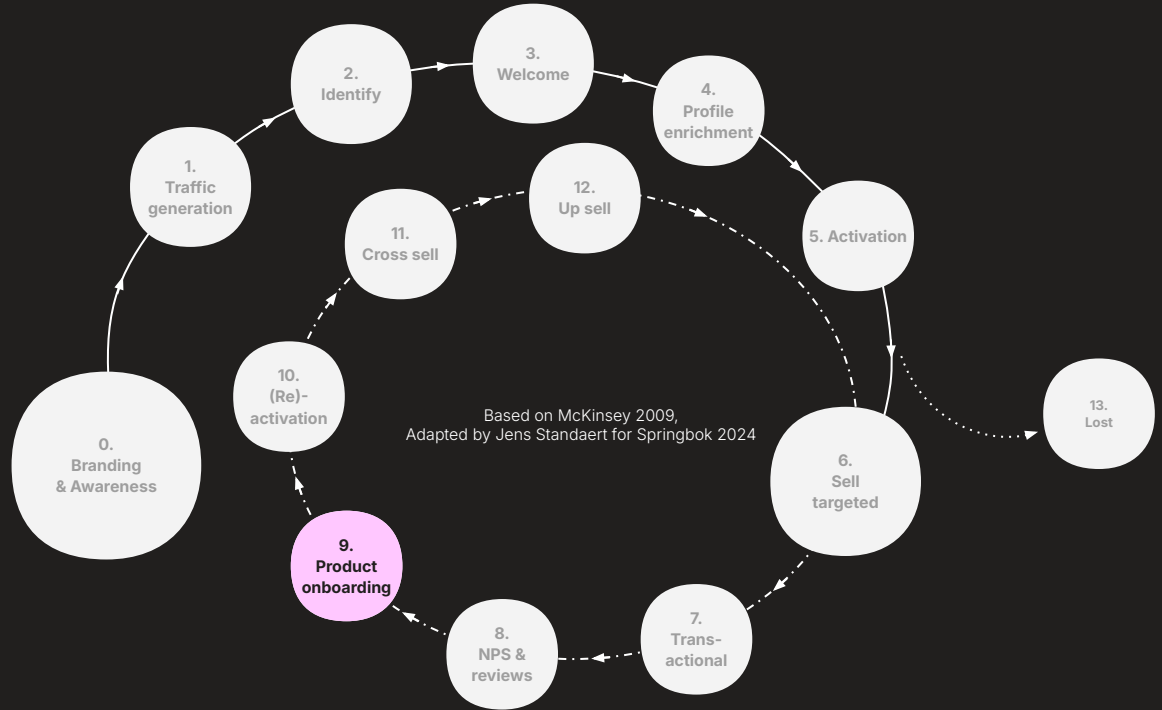 0.
Branding
& Awareness
1.
Traffic
generation
2.
Identify
3.
Welcome
4.
Profile
enrichment
5. Activation
6.
Sell
targeted
7.
Trans-
actional
8.
NPS &
reviews
9.
Product
onboarding
10.
(Re)-
activation
11.
Cross sell
12.
Up sell
13.
Lost
Based on McKinsey 2009,
Adapted by Jens Standaert for Springbok 2024